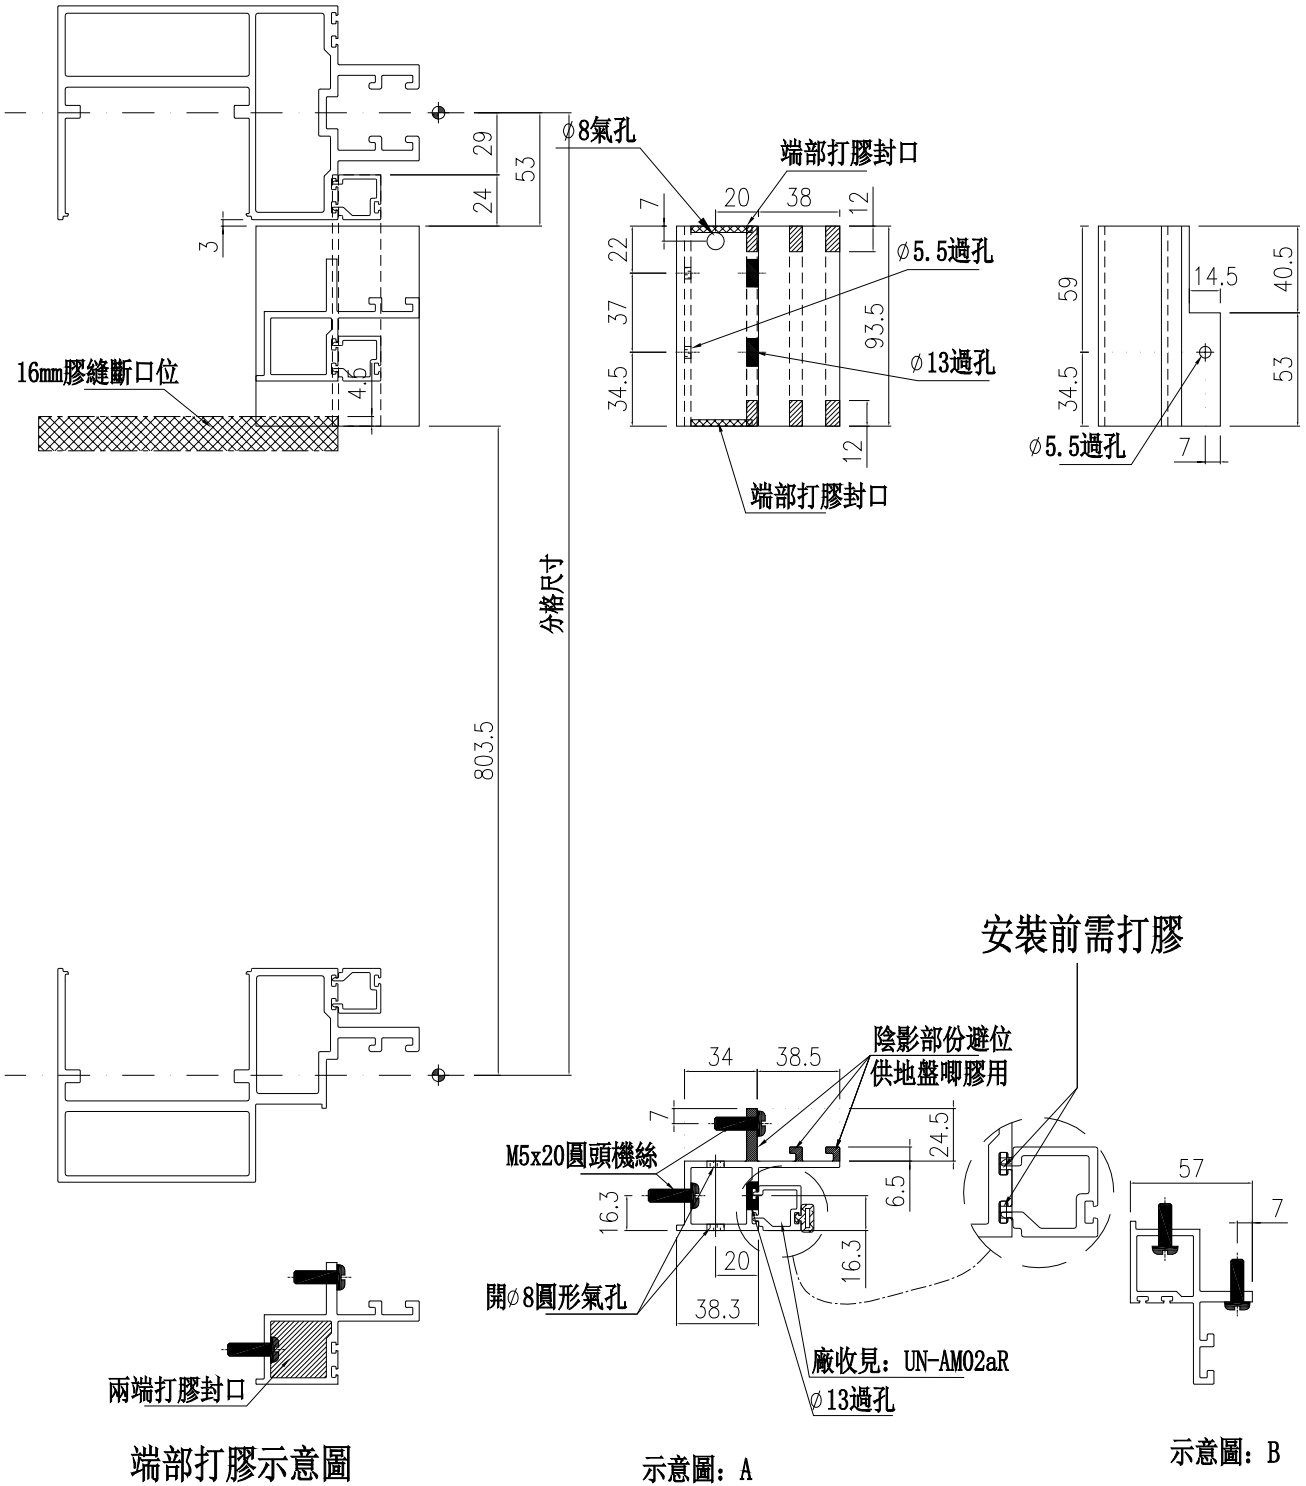 ⌀8氣孔
端部打膠封口
29
53
24
3
7
20
38
12
22
37
34.5
93.5
⌀5.5過孔
⌀13過孔
12
端部打膠封口
59
34.5
14.5
40.5
53
⌀5.5過孔
7
16mm膠縫斷口位
4.5
分格尺寸
803.5
安裝前需打膠
陰影部份避位
供地盤唧膠用
34
38.5
7
24.5
6.5
M5x20圓頭機絲
16.3
16.3
20
38.3
開⌀8圓形氣孔
57
7
廠收見: UN-AM02aR
⌀13過孔
兩端打膠封口
端部打膠示意圖
示意圖: A
示意圖: B